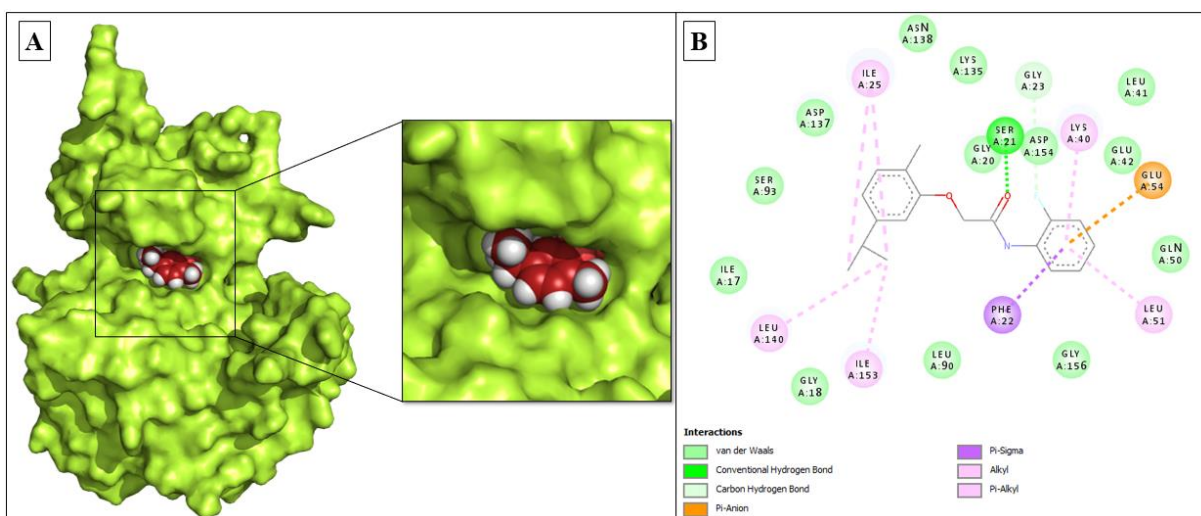 A
B
ASN
A:138
LYS
A:135
ILE
A:25
GLY
A:23
LEU
A:41
ASP
A:137
SER
A:21
LYS
A:40
GLY
A:20
ASP
A:154
GLU
A:42
SER
A:93
GLU
A:54
GLN
A:50
ILE
A:17
PHE
A:22
LEU
A:51
LEU
A:140
ILE
A:153
LEU
A:90
GLY
A:156
GLY
A:18
O
O
N
Interactions
van der Waals
Conventional Hydrogen Bond
Carbon Hydrogen Bond
Pi-Anion
Pi-Sigma
Alkyl
Pi-Alkyl